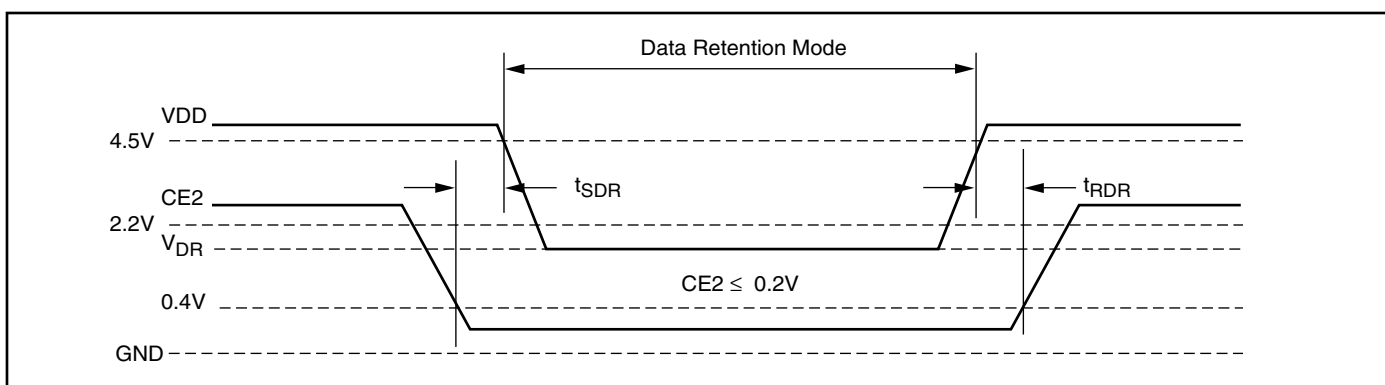 Data Retention Mode
VDD
4.5V
tSDR
tRDR
CE2
2.2V
VDR
CE2 ≤ 0.2V
0.4V
GND